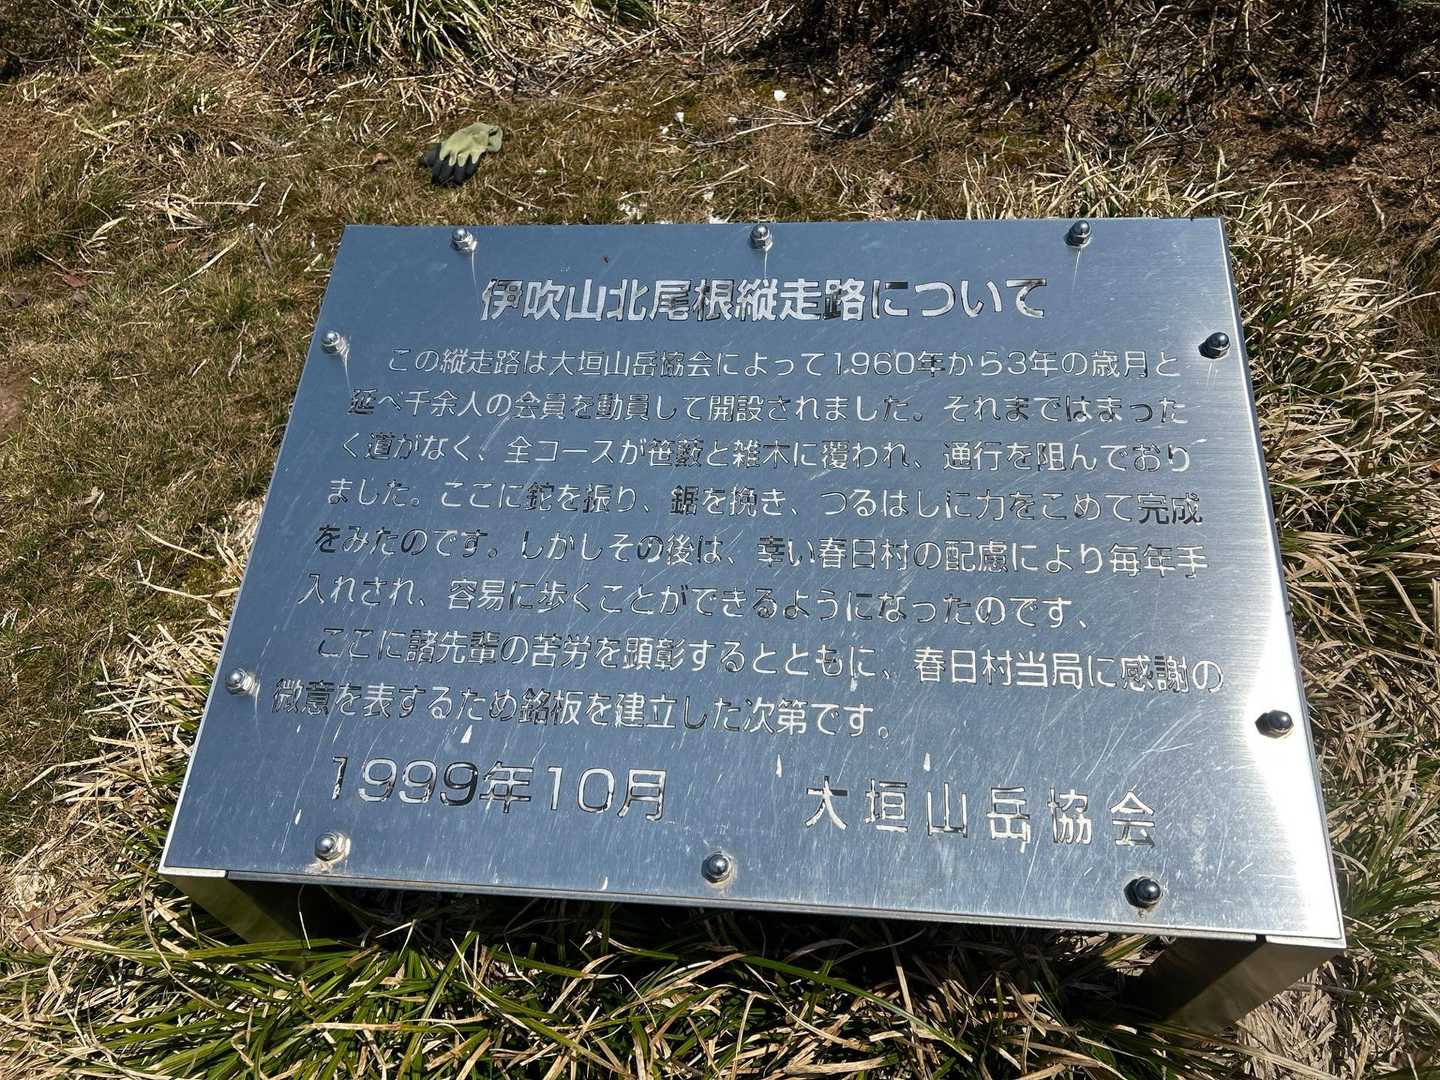 伊吹山北尾根縦走路について
この縦走路は大垣山岳協会によって1960年から3年の歳月と
延べ千余人の会員を動員して開設されました。それまではまった
く道がなく、全コースが笹藪と雑木に覆われ、通行を阻んでおり
ました。ここに鉈を振り、鋸を挽き、つるはしに力をこめて完成
をみたのです。しかしその後は、幸い春日村の配慮により毎年手
入れされ、容易に歩くことができるようになったのです、
ここに諸先輩の苦労を顕彰するとともに、春日村当局に感謝の
微意を表するため銘板を建立した次第です。
1999年10月 大垣山岳協会